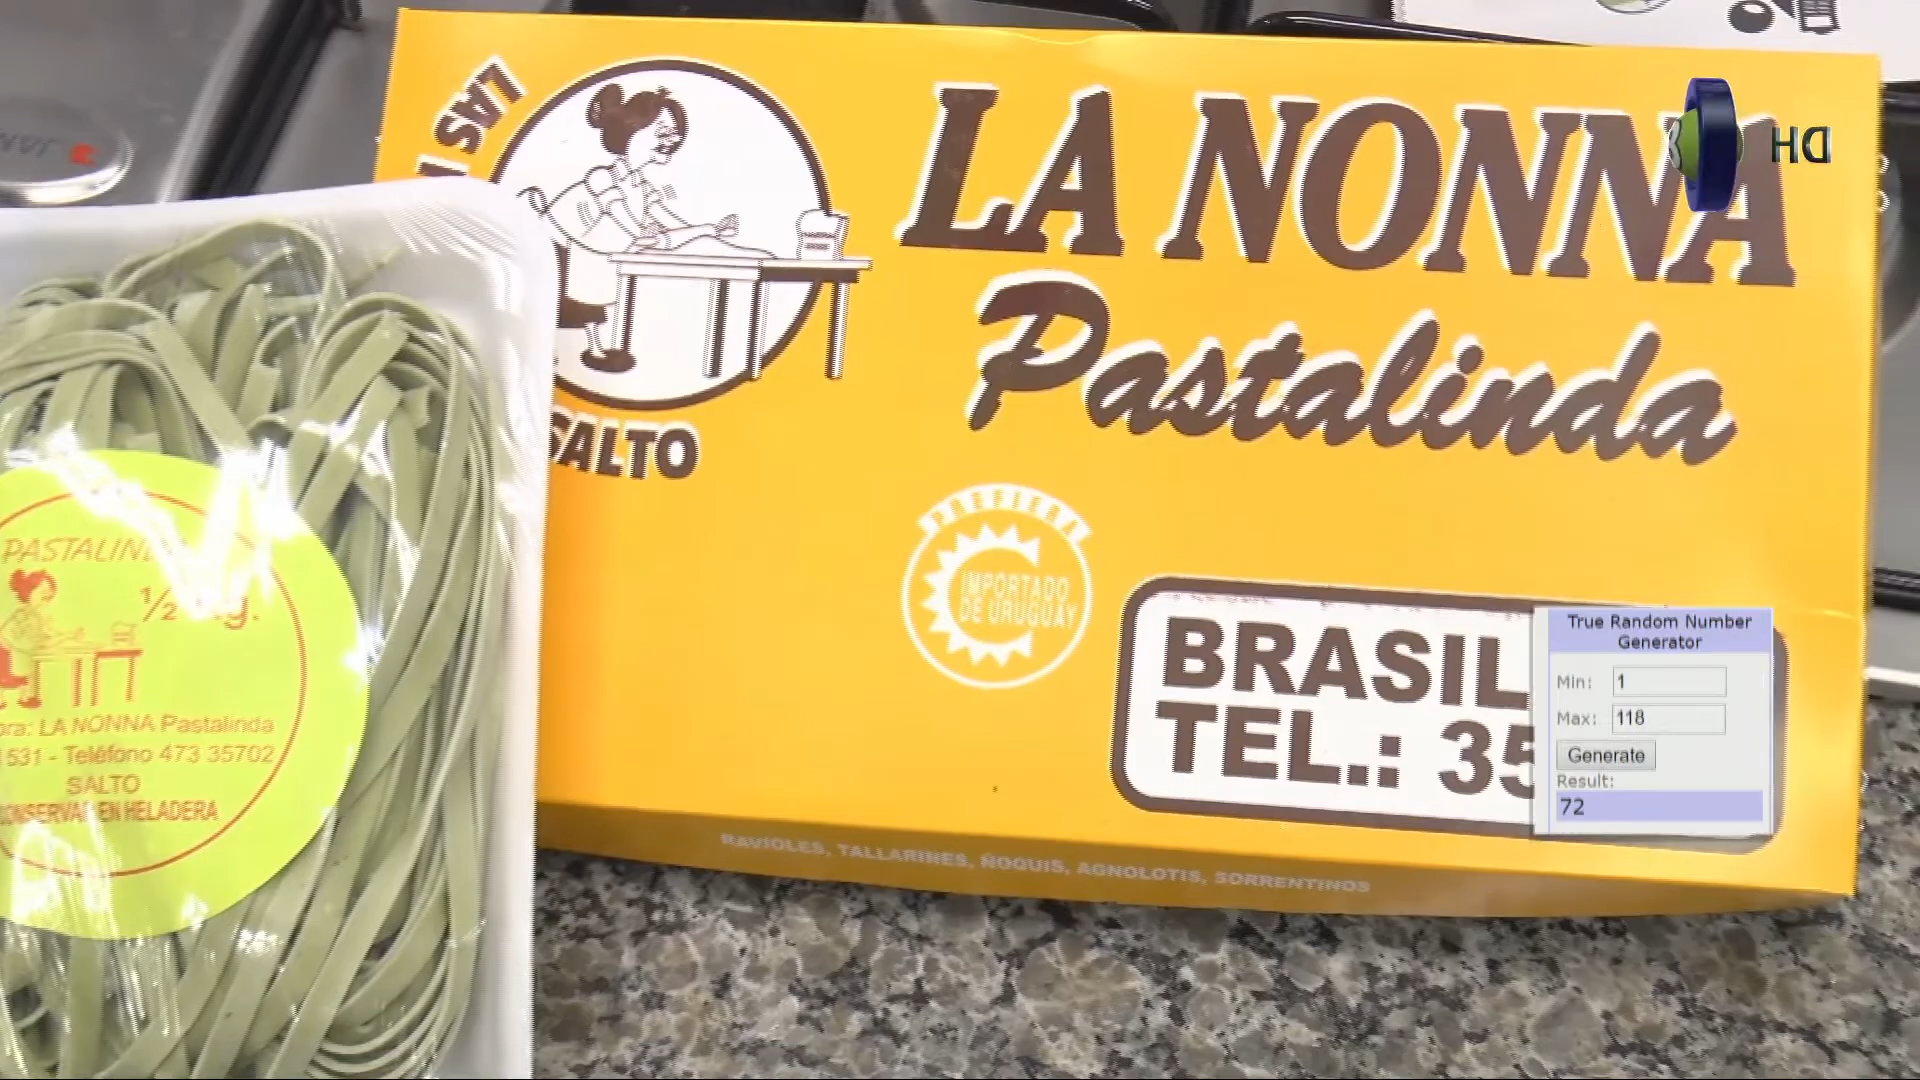 LAS
LA NONNA
Pastalinda
HD
SALTO
PREFIERA
IMPORTADO
DE URUGUAY
BRASIL
TEL.: 35
True Random Number
Generator
Min: 1
Max: 118
Generate
Result:
72
RAVIOLES, TALLARINES, ÑOQUIS, AGNOLOTIS, SORRENTINOS
½
LA NONNA Pastalinda
531 - Teléfono 473 35702
SALTO
EN HELADERA